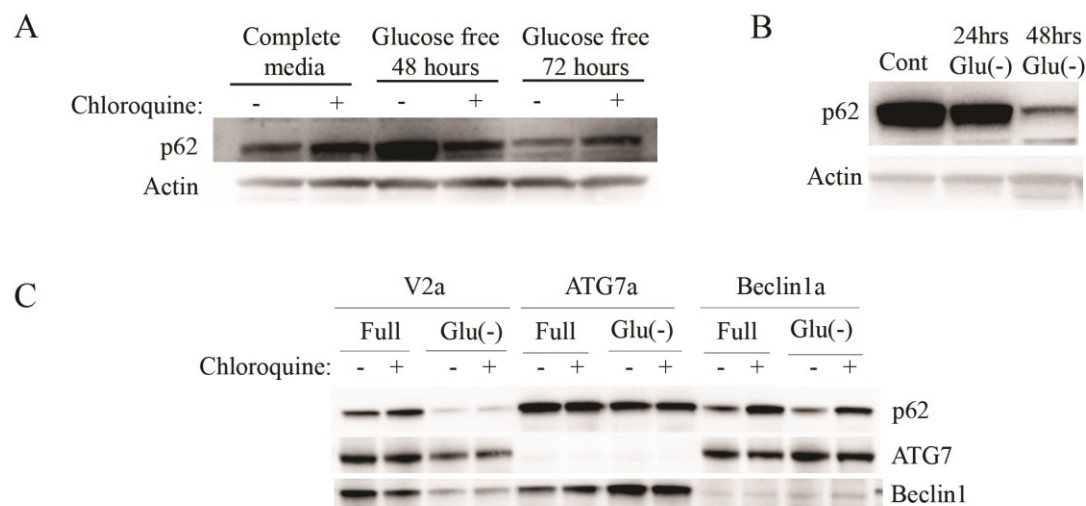 A
Complete media
Glucose free 48 hours
Glucose free 72 hours
Chloroquine: - + - + - +
p62
Actin
B
Cont
24hrs Glu(-)
48hrs Glu(-)
p62
Actin
C
V2a ATG7a Beclin1a
Full Glu(-) Full Glu(-) Full Glu(-)
Chloroquine: - + - + - + - + - + - +
p62
ATG7
Beclin1